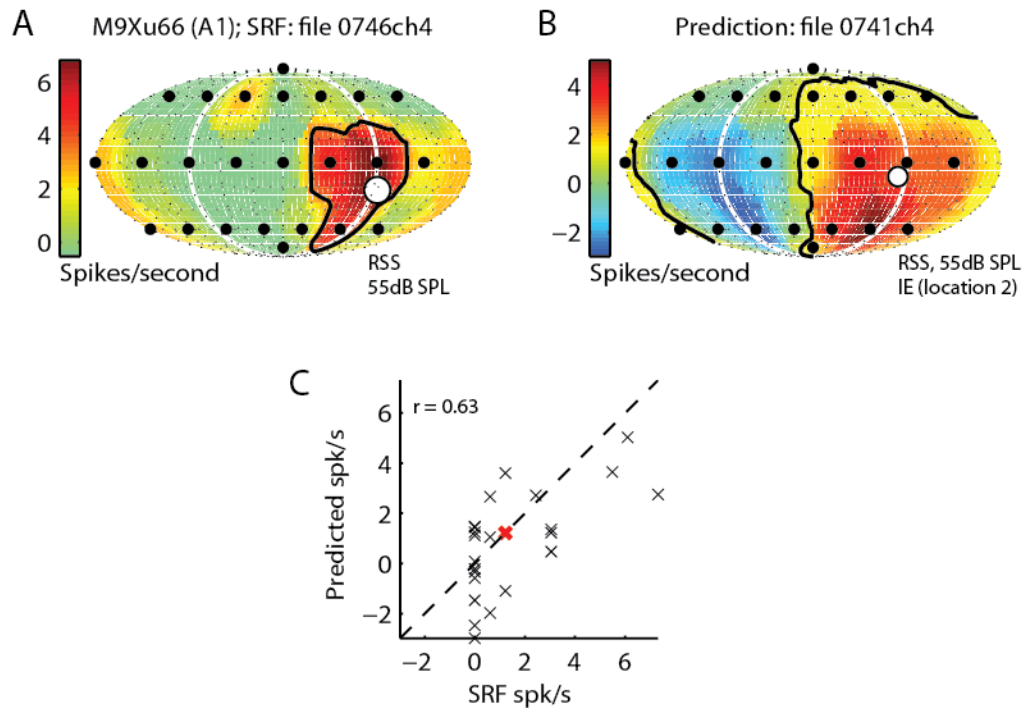 A
M9Xu66 (A1); SRF: file 0746ch4
6
4
2
0
Spikes/second
RSS
55dB SPL
B
Prediction: file 0741ch4
4
2
0
−2
Spikes/second
RSS, 55dB SPL
IE (location 2)
C
r = 0.63
Predicted spk/s
6
4
2
0
−2
−2 0 2 4 6
SRF spk/s